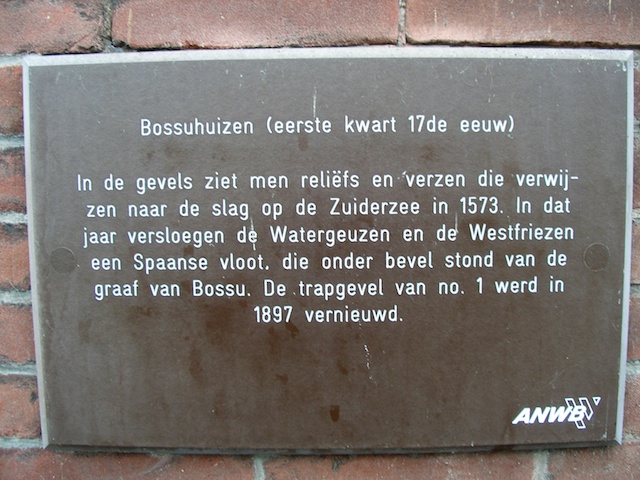 Bossuhuizen (eerste kwart 17de eeuw)
In de gevels ziet men reliëfs en verzen die verwij-
zen naar de slag op de Zuiderzee in 1573. In dat
jaar versloegen de Watergeuzen en de Westfriezen
een Spaanse vloot, die onder bevel stond van de
graaf van Bossu. De trapgevel van no. 1 werd in
1897 vernieuwd.
ANWB